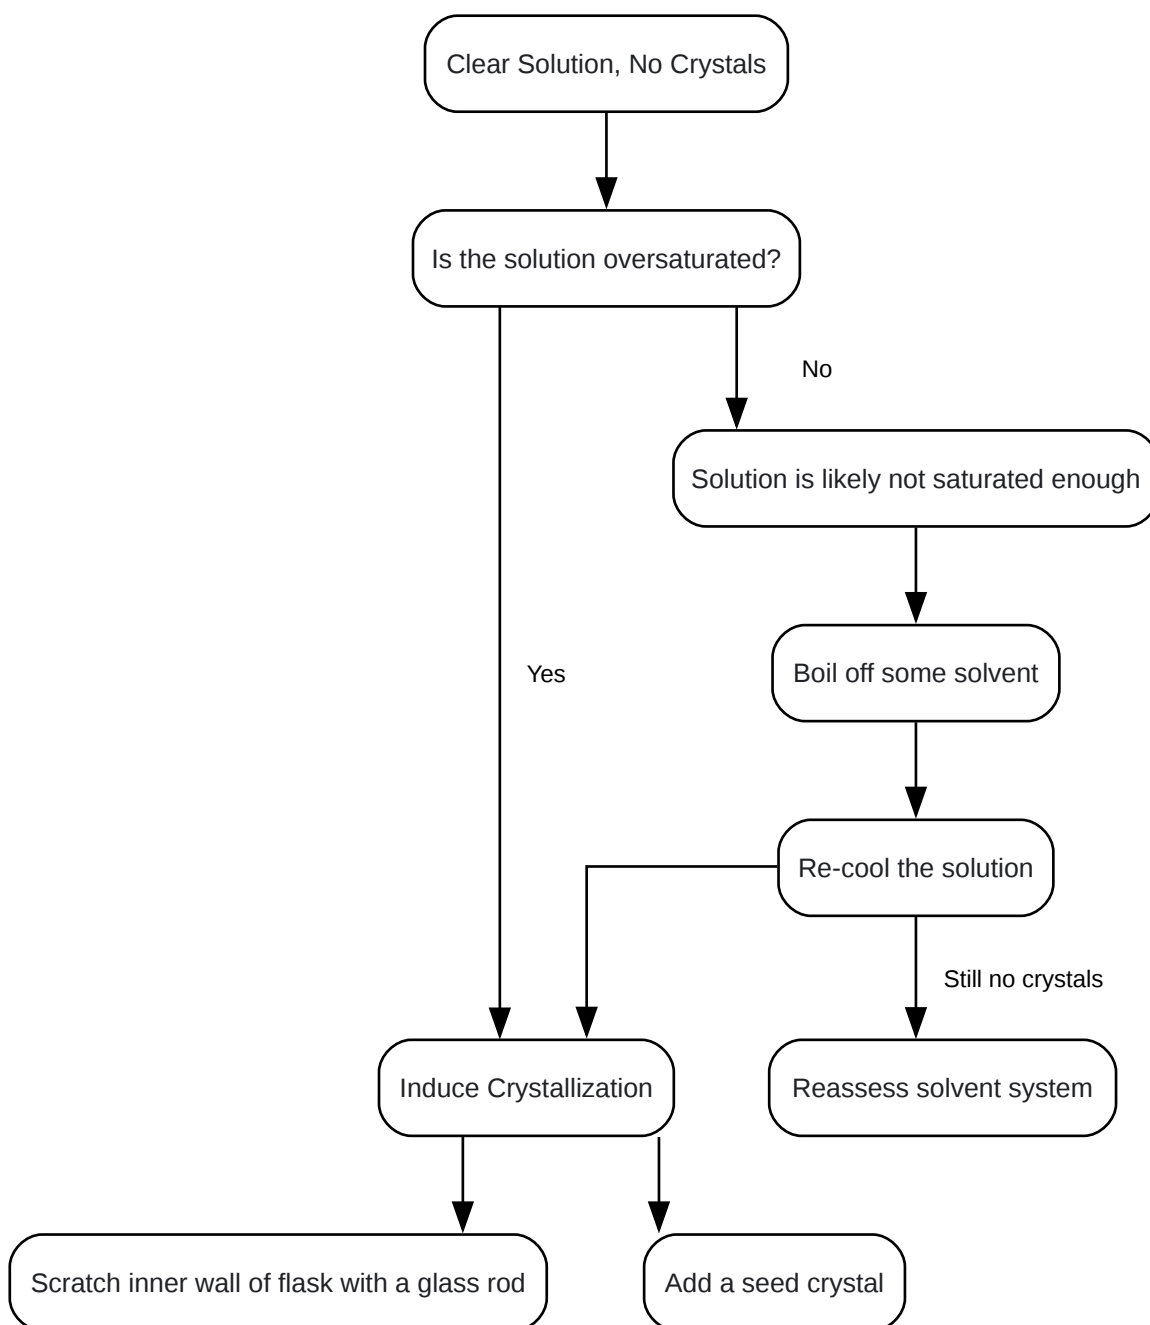 Clear Solution, No Crystals
Is the solution oversaturated?
No
Solution is likely not saturated enough
Yes
Boil off some solvent
Re-cool the solution
Still no crystals
Induce Crystallization
Reassess solvent system
Scratch inner wall of flask with a glass rod
Add a seed crystal